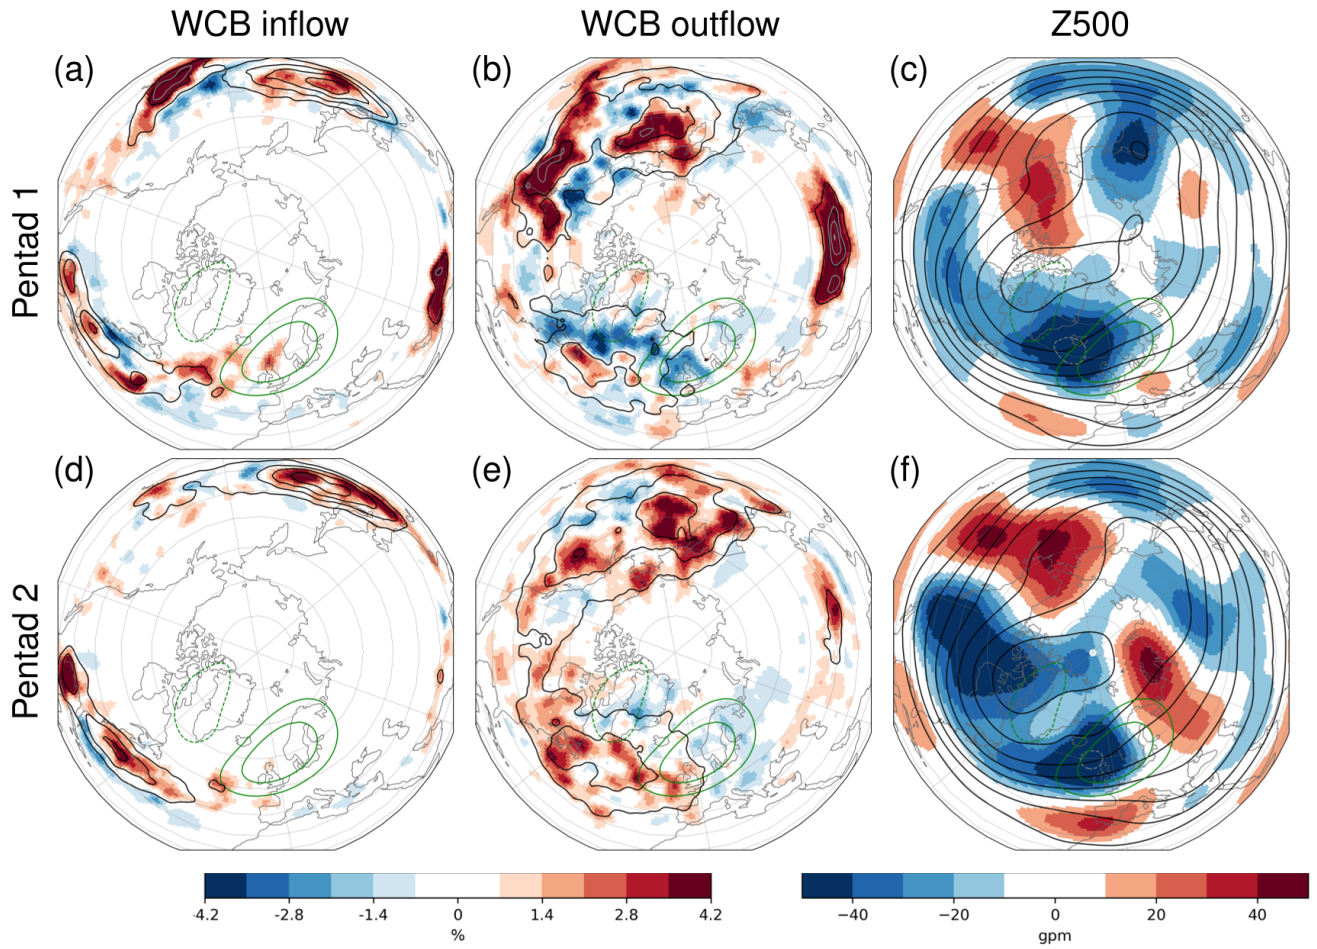 WCB inflow
WCB outflow
Z500
(a)
(b)
(c)
Pentad 1
(d)
(e)
(f)
Pentad 2
-4.2
-2.8
-1.4
0
1.4
2.8
4.2
%
−40
−20
0
20
40
gpm